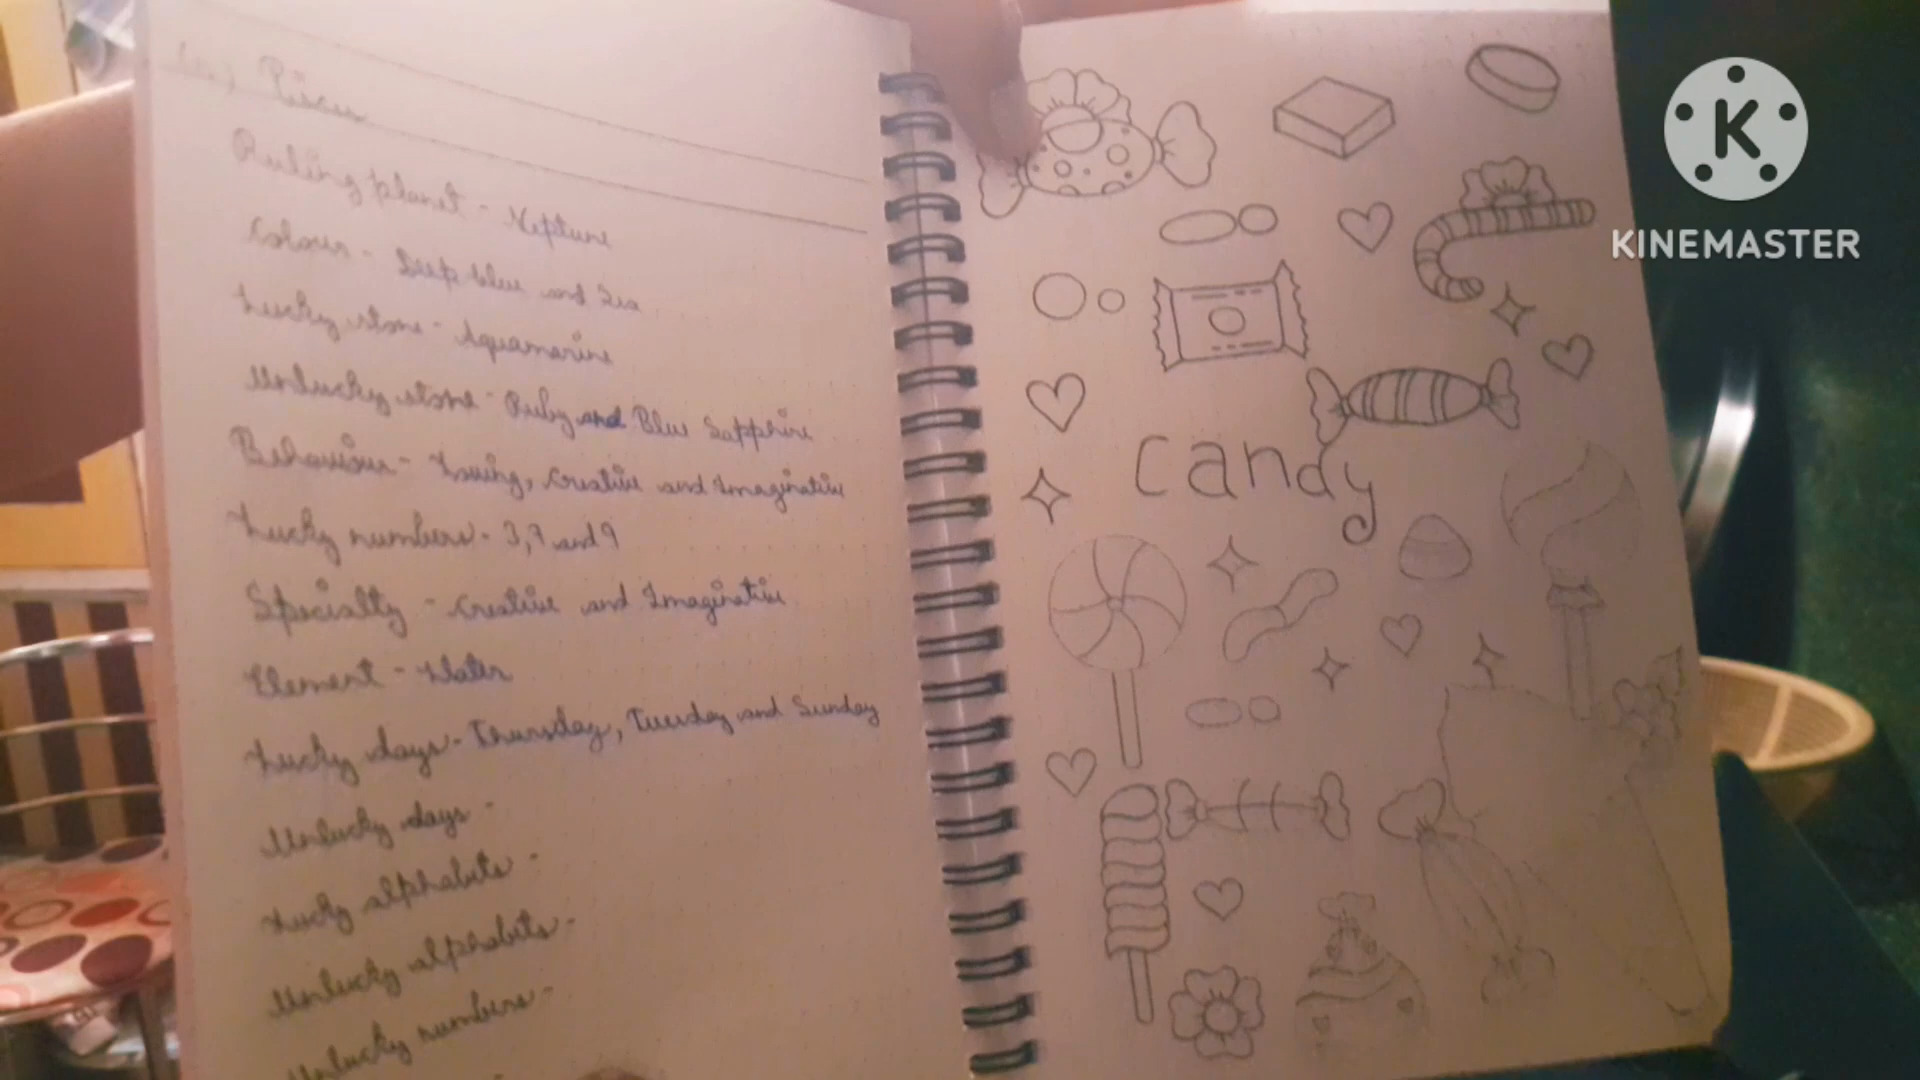 Pisces
Ruling planet - Neptune
Colour - Deep blue and Sea
Lucky stone - Aquamarine
Unlucky stone - Ruby and Blue Sapphire
Behaviour - Loving, Creative and Imaginative
Lucky numbers - 3, 7 and 9
Specialty - Creative and Imaginative
Element - Water
Lucky days - Thursday, Tuesday and Sunday
Unlucky days -
Lucky alphabets -
Unlucky alphabets -
Unlucky numbers -
candy
K
KINEMASTER